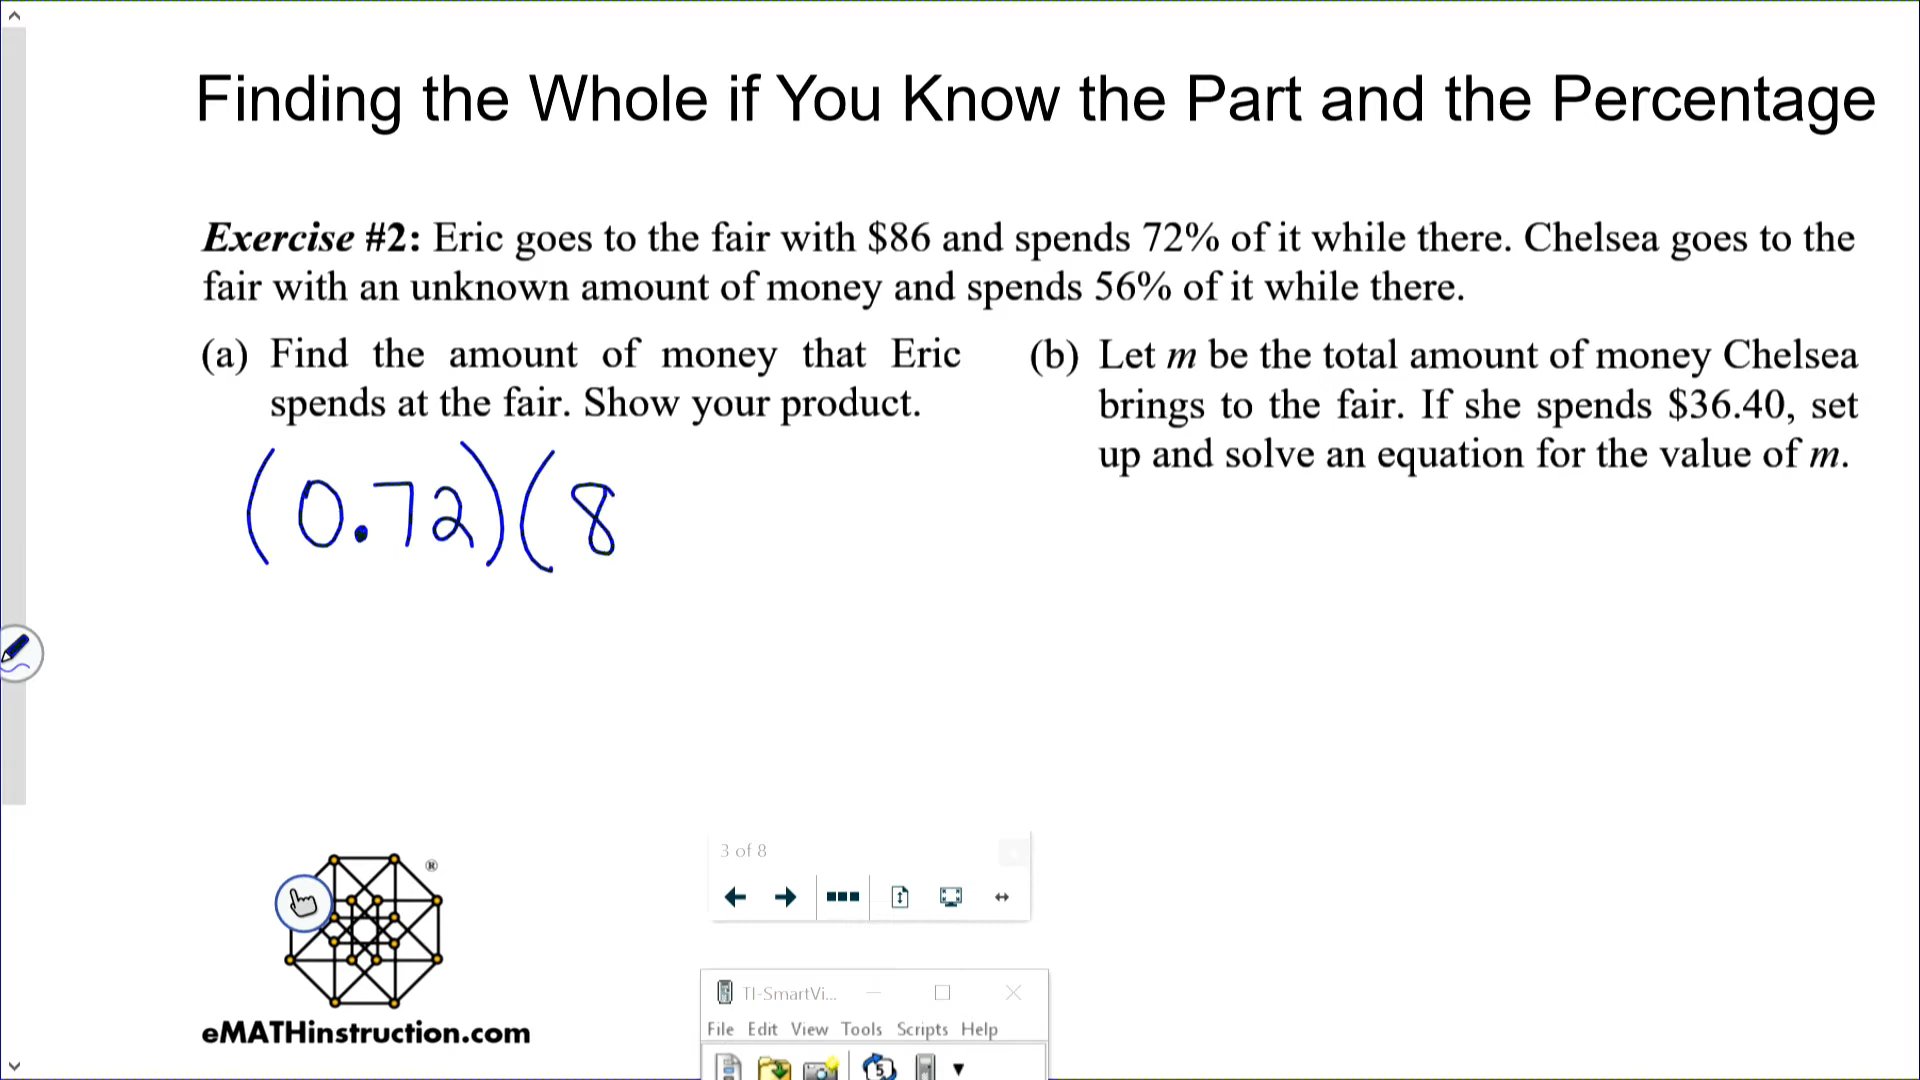 Finding the Whole if You Know the Part and the Percentage
Exercise #2: Eric goes to the fair with $86 and spends 72% of it while there. Chelsea goes to the
fair with an unknown amount of money and spends 56% of it while there.
(a) Find the amount of money that Eric
spends at the fair. Show your product.
(0.72)(8
(b) Let m be the total amount of money Chelsea
brings to the fair. If she spends $36.40, set
up and solve an equation for the value of m.
3 of 8
®
eMATHinstruction.com
TI-SmartVi...
File Edit View Tools Scripts Help
5